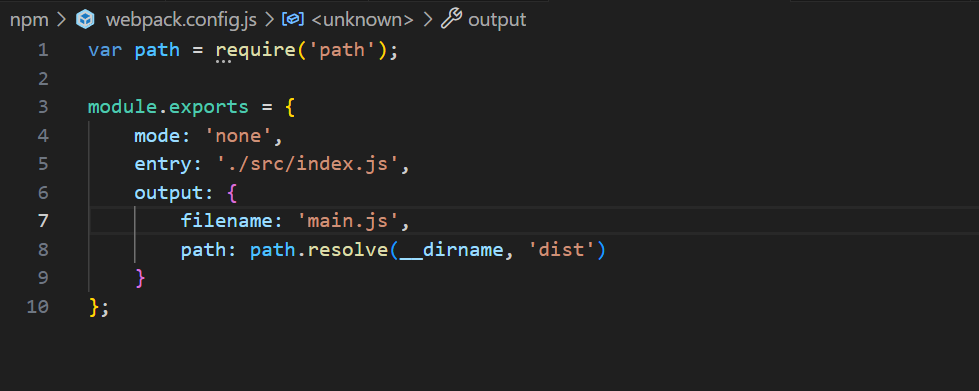 npm > webpack.config.js > <unknown> > output
1 var path = require('path');
2
3 module.exports = {
4     mode: 'none',
5     entry: './src/index.js',
6     output: {
7         filename: 'main.js',
8         path: path.resolve(__dirname, 'dist')
9     }
10 };